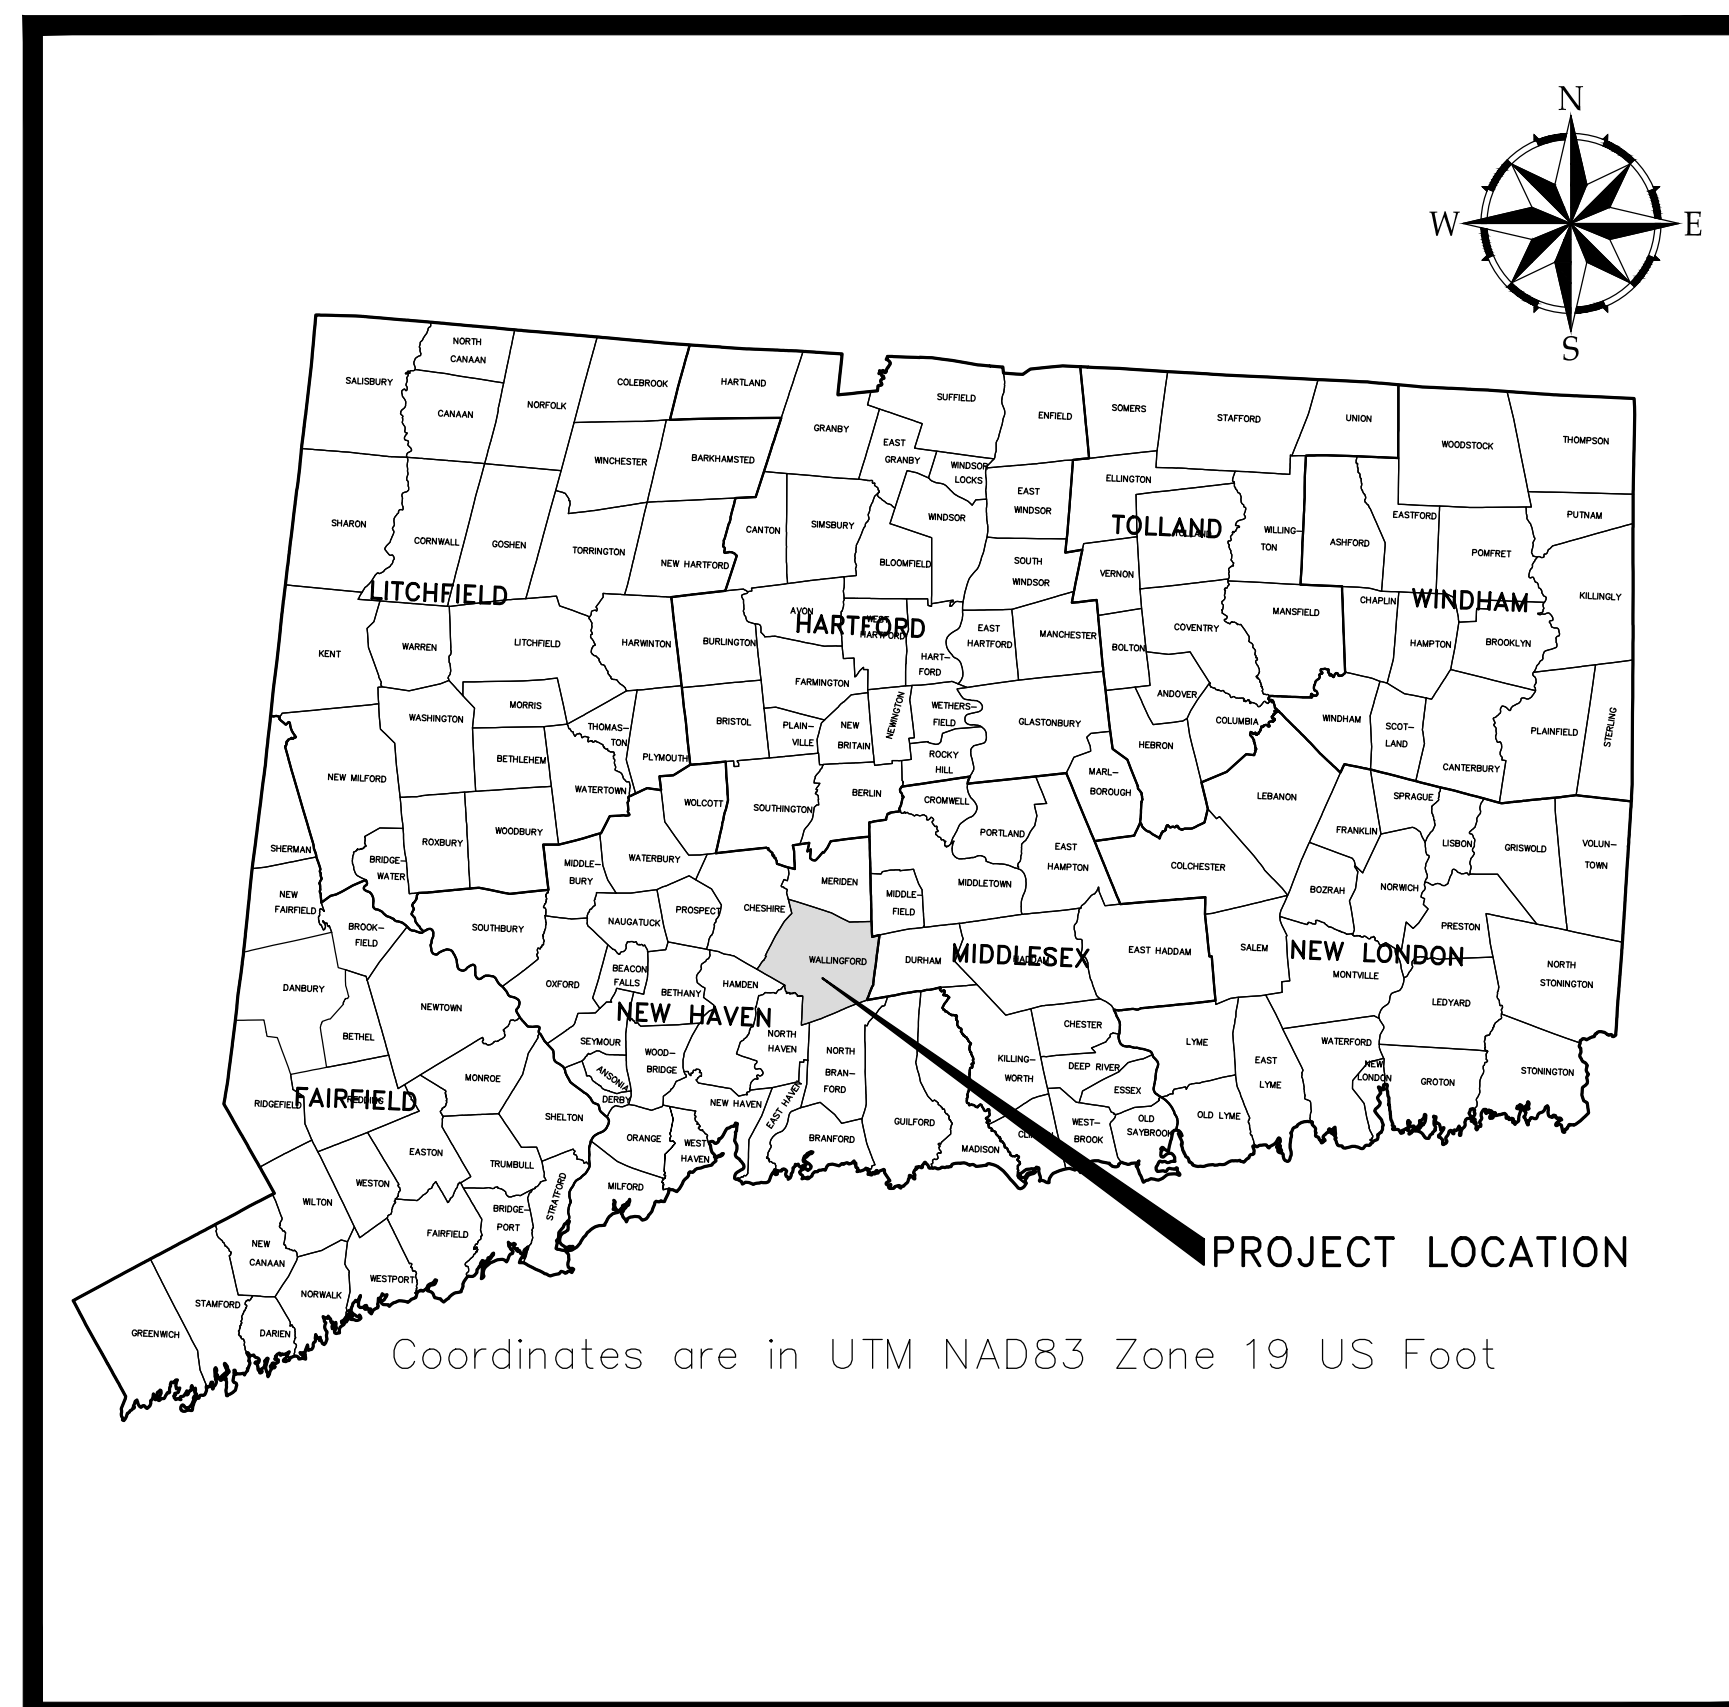 N
W
E
S
NORTH
CANAAN
SALISBURY
COLEBROOK
HARTLAND
CANAAN
NORFOLK
SUFFIELD
ENFIELD
SOMERS
STAFFORD
UNION
GRANBY
WOODSTOCK
THOMPSON
EAST
GRANBY
WINCHESTER
BARKHAMSTED
WINDSOR
LOCKS
ELLINGTON
EAST
WINDSOR
SHARON
CORNWALL
GOSHEN
TORRINGTON
NEW HARTFORD
CANTON
SIMSBURY
WINDSOR
TOLLAND
WILLING-
TON
ASHFORD
EASTFORD
PUTNAM
POMFRET
BLOOMFIELD
SOUTH
WINDSOR
VERNON
LITCHFIELD
KILLINGLY
CHAPLIN
WINDHAM
AVON
WEST
HARTFORD
HARTFORD
MANSFIELD
KENT
WARREN
LITCHFIELD
HARWINTON
BURLINGTON
HART-
FORD
EAST
HARTFORD
MANCHESTER
BOLTON
COVENTRY
HAMPTON
BROOKLYN
FARMINGTON
ANDOVER
MORRIS
WASHINGTON
THOMAS-
TON
PLYMOUTH
BRISTOL
PLAIN-
VILLE
NEW
BRITAIN
NEWINGTON
WETHERS-
FIELD
GLASTONBURY
COLUMBIA
WINDHAM
SCOT-
LAND
PLAINFIELD
STERLING
HEBRON
ROCKY
HILL
BETHLEHEM
NEW MILFORD
CANTERBURY
MARL-
BOROUGH
WATERTOWN
WOLCOTT
SOUTHINGTON
BERLIN
CROMWELL
LEBANON
SPRAGUE
ROXBURY
WOODBURY
PORTLAND
FRANKLIN
LISBON
GRISWOLD
VOLUN-
TOWN
SHERMAN
BRIDGE-
WATER
MIDDLE-
BURY
WATERBURY
EAST
HAMPTON
COLCHESTER
MERIDEN
MIDDLETOWN
MIDDLE-
FIELD
BOZRAH
NORWICH
NEW
FAIRFIELD
PROSPECT
CHESHIRE
NAUGATUCK
BROOK-
FIELD
SOUTHBURY
PRESTON
WALLINGFORD
DURHAM
MIDDLESEX
HADDAM
EAST HADDAM
SALEM
NEW LONDON
MONTVILLE
NORTH
STONINGTON
DANBURY
NEWTOWN
OXFORD
BEACON
FALLS
BETHANY
HAMDEN
LEDYARD
NEW HAVEN
BETHEL
SEYMOUR
WOOD-
BRIDGE
NORTH
HAVEN
NORTH
BRAN-
FORD
CHESTER
LYME
WATERFORD
KILLING-
WORTH
DEEP RIVER
EAST
LYME
NEW
LONDON
GROTON
STONINGTON
MONROE
ANSONIA
DERBY
ESSEX
RIDGEFIELD
FAIRFIELD
REDDING
SHELTON
NEW HAVEN
EAST HAVEN
GUILFORD
WEST-
BROOK
OLD
SAYBROOK
OLD LYME
ORANGE
WEST
HAVEN
BRANFORD
MADISON
EASTON
TRUMBULL
WESTON
WILTON
MILFORD
STRATFORD
BRIDGE-
PORT
FAIRFIELD
NEW
CANAAN
WESTPORT
NORWALK
STAMFORD
GREENWICH
DARIEN
PROJECT LOCATION
Coordinates are in UTM NAD83 Zone 19 US Foot